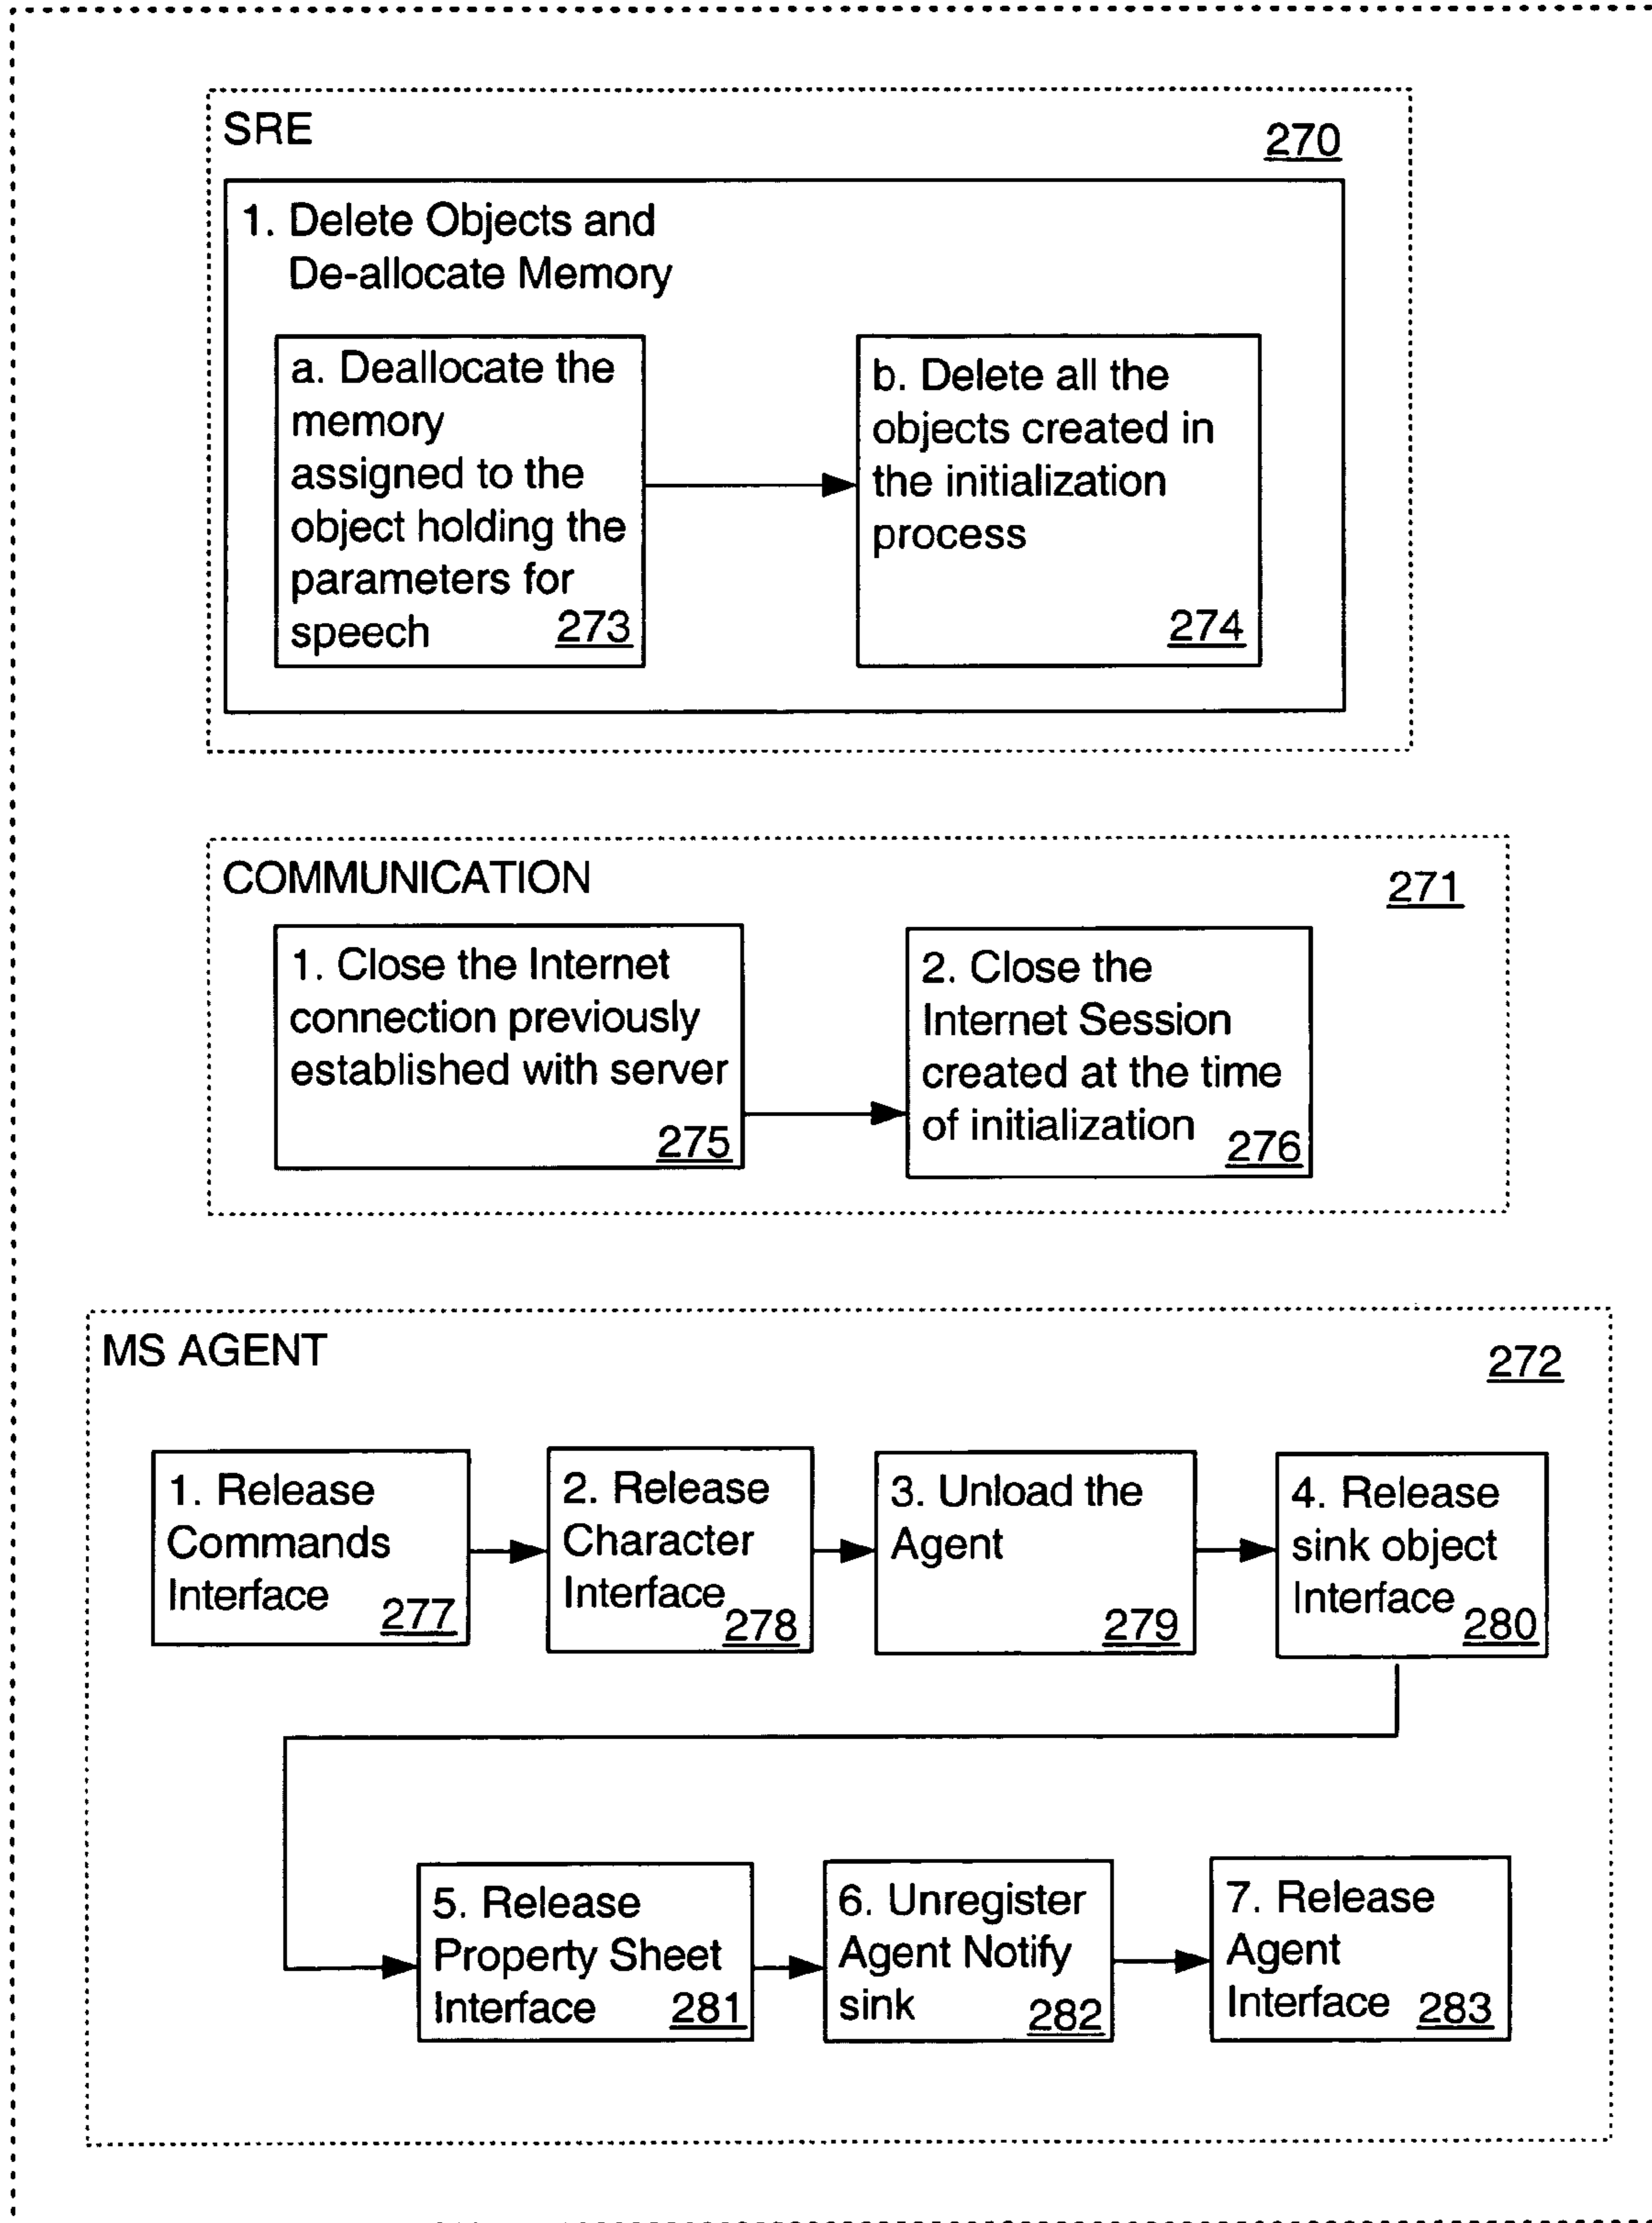 SRE
270
1. Delete Objects and
De-allocate Memory
a. Deallocate the
memory
assigned to the
object holding the
parameters for
speech 273
b. Delete all the
objects created in
the initialization
process
274
COMMUNICATION
271
1. Close the Internet
connection previously
established with server
275
2. Close the
Internet Session
created at the time
of initialization 276
MS AGENT
272
1. Release
Commands
Interface 277
2. Release
Character
Interface 278
3. Unload the
Agent
279
4. Release
sink object
Interface 280
5. Release
Property Sheet
Interface 281
6. Unregister
Agent Notify
sink 282
7. Release
Agent
Interface 283